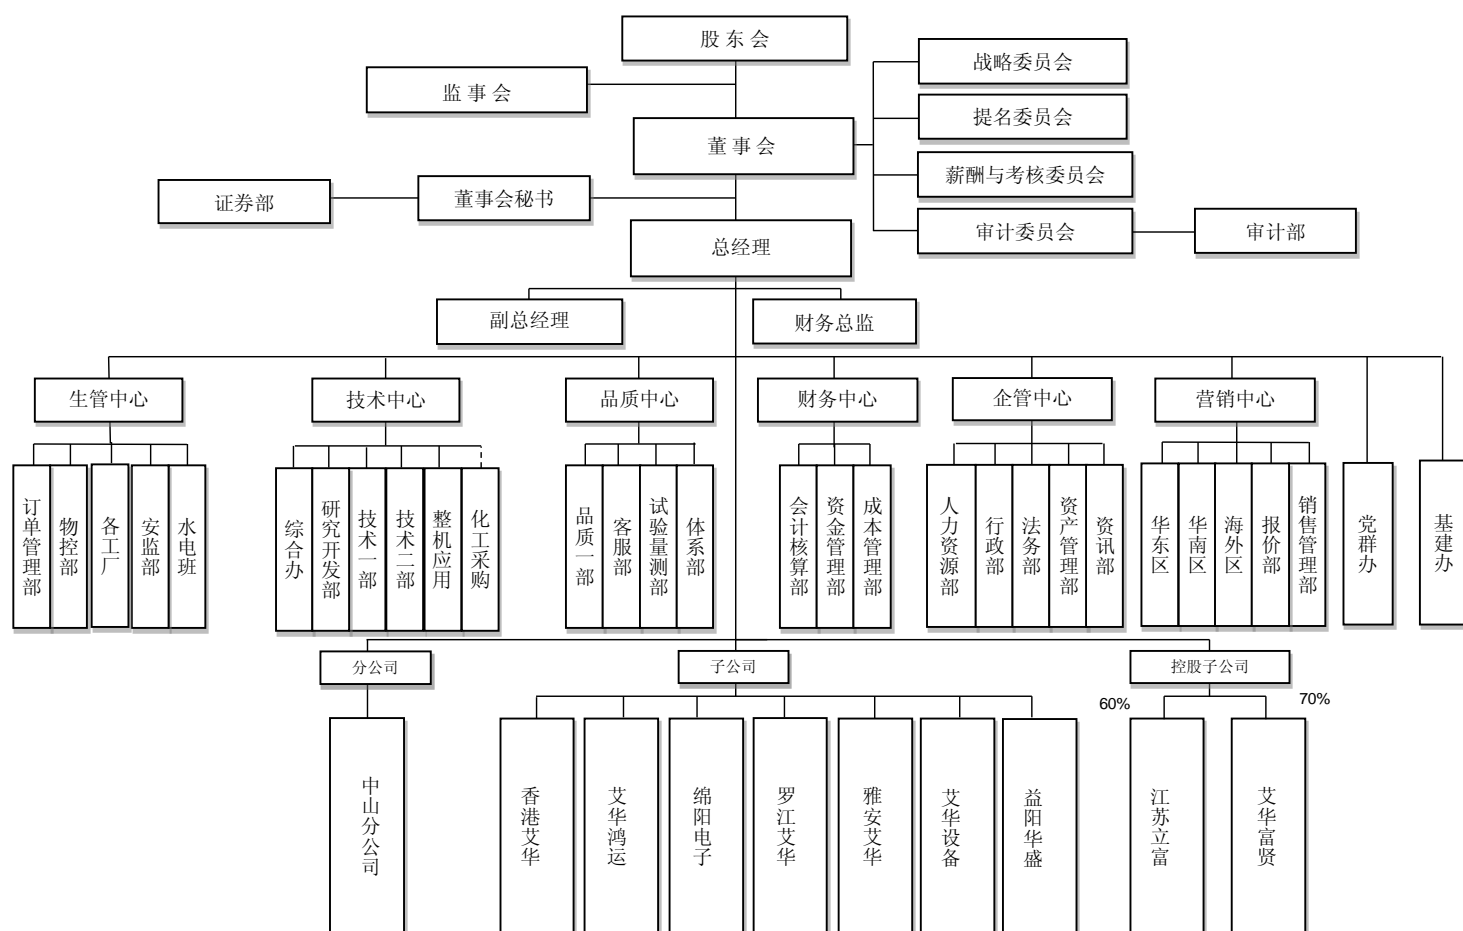 股 东 会
监 事 会
战略委员会
提名委员会
董 事 会
薪酬与考核委员会
证券部
董事会秘书
审计委员会
审计部
总经理
副总经理
财务总监
生管中心
技术中心
品质中心
财务中心
企管中心
营销中心
订单管理部
物控部
各工厂
安监部
水电班
综合办
研究开发部
技术一部
技术二部
整机应用
化工采购
品质一部
客服部
试验量测部
体系部
会计核算部
资金管理部
成本管理部
人力资源部
行政部
法务部
资产管理部
资讯部
华东区
华南区
海外区
报价部
销售管理部
党群办
基建办
分公司
子公司
控股子公司
60%
70%
中山分公司
香港艾华
艾华鸿运
绵阳电子
罗江艾华
雅安艾华
艾华设备
益阳华盛
江苏立富
艾华富贤